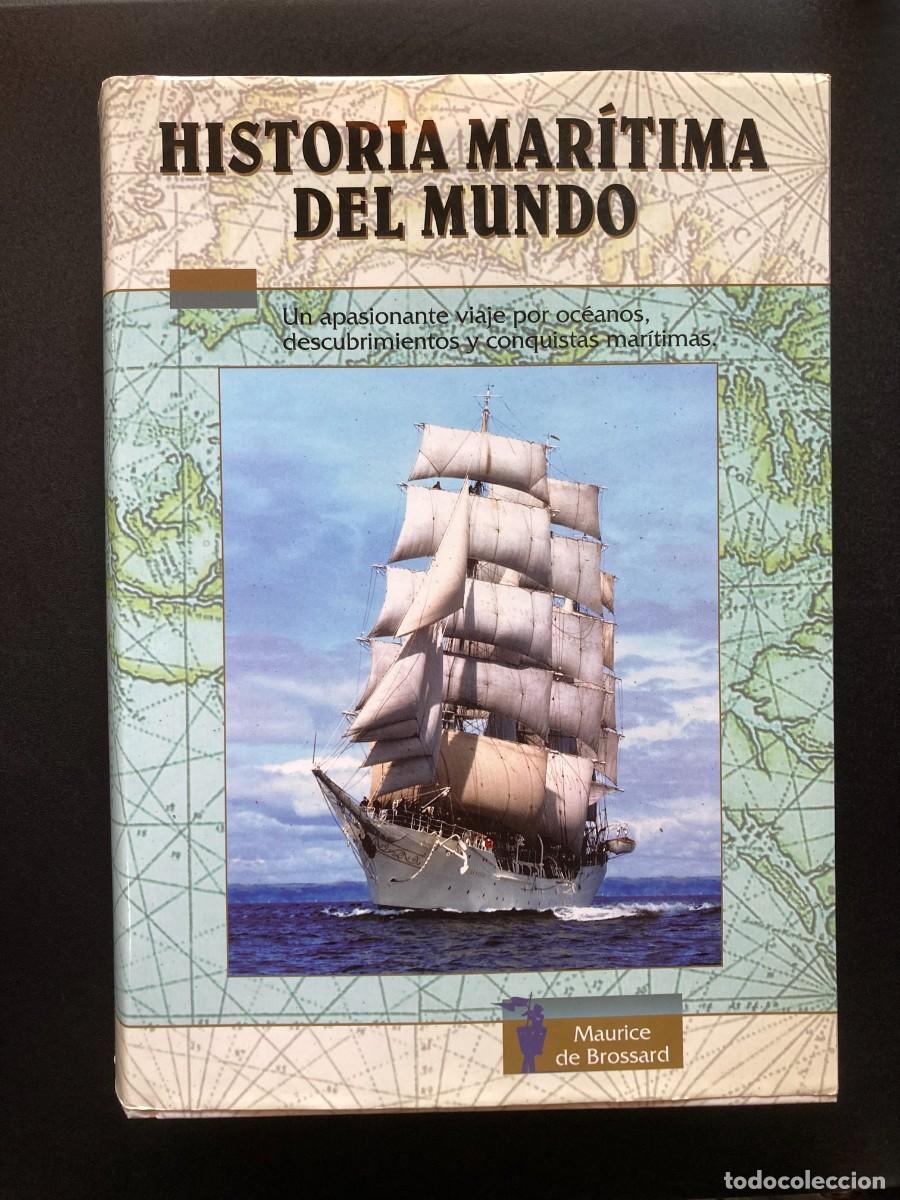 HISTORIA MARÍTIMA
DEL MUNDO
Un apasionante viaje por océanos,
descubrimientos y conquistas marítimas.
Maurice
de Brossard
todocoleccion